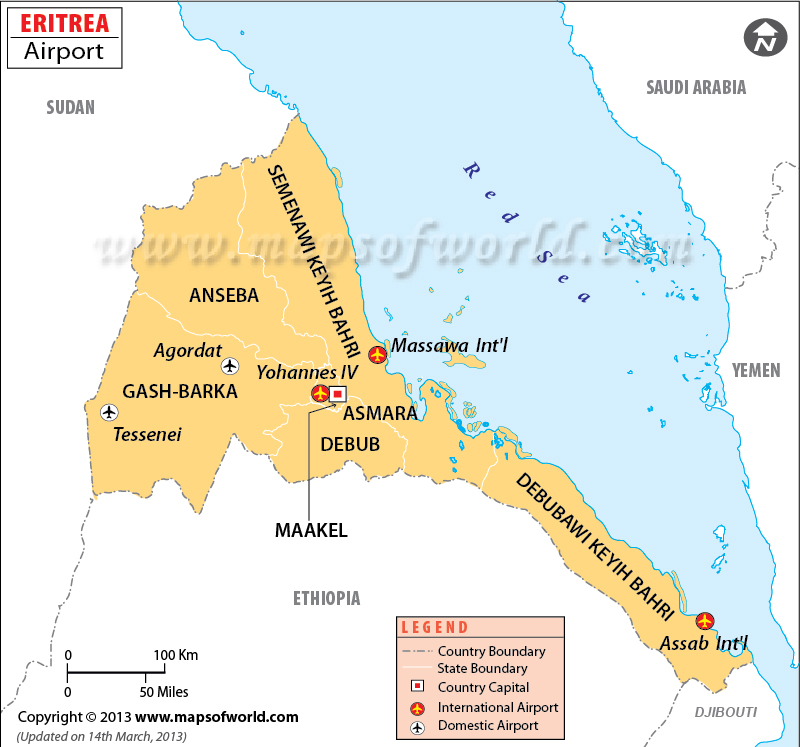 ERITREA
Airport
N
SUDAN
SAUDI ARABIA
Red Sea
SEMENAWI KEYIH BAHRI
www.mapsofworld.com
ANSEBA
Massawa Int'l
Agordat
Yohannes IV
YEMEN
GASH-BARKA
ASMARA
Tessenei
DEBUB
DEBUBAWI KEYIH BAHRI
MAAKEL
ETHIOPIA
Assab Int'l
LEGEND
Country Boundary
State Boundary
Country Capital
International Airport
Domestic Airport
0 100 Km
0 50 Miles
DJIBOUTI
Copyright © 2013 www.mapsofworld.com
(Updated on 14th March, 2013)